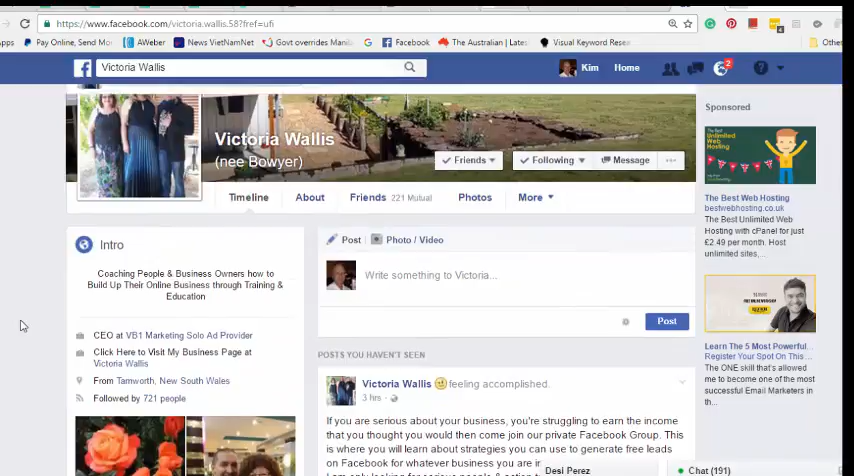 https://www.facebook.com/victoria.wallis.58?fref=ufi
Apps
Pay Online, Send Mo
AWeber
News VietNamNet
Govt overrides Manila
Facebook
The Australian | Lates
Visual Keyword Rese
Othe
Victoria Wallis
Kim
Home
2
Victoria Wallis
(nee Bowyer)
Friends
Following
Message
Timeline
About
Friends 221 Mutual
Photos
More
Intro
Coaching People & Business Owners how to
Build Up Their Online Business through Training &
Education
CEO at VB1 Marketing Solo Ad Provider
Click Here to Visit My Business Page at
Victoria Wallis
From Tamworth, New South Wales
Followed by 721 people
Post
Photo / Video
Write something to Victoria...
Post
POSTS YOU HAVEN'T SEEN
Victoria Wallis feeling accomplished.
3 hrs
If you are serious about your business, you're struggling to earn the income
that you thought you would then come join our private Facebook Group. This
is where you will learn about strategies you can use to generate free leads
on Facebook for whatever business you are in
Sponsored
The Best
Unlimited
Web
Hosting
The Best Web Hosting
bestwebhosting.co.uk
The Best Unlimited Web
Hosting with cPanel for just
£2.49 per month. Host
unlimited sites,...
Learn The 5 Most Powerful...
Register Your Spot On This ...
The ONE skill that's allowed
me to become one of the most
successful Email Marketers in
th...
Desi Perez
Chat (191)